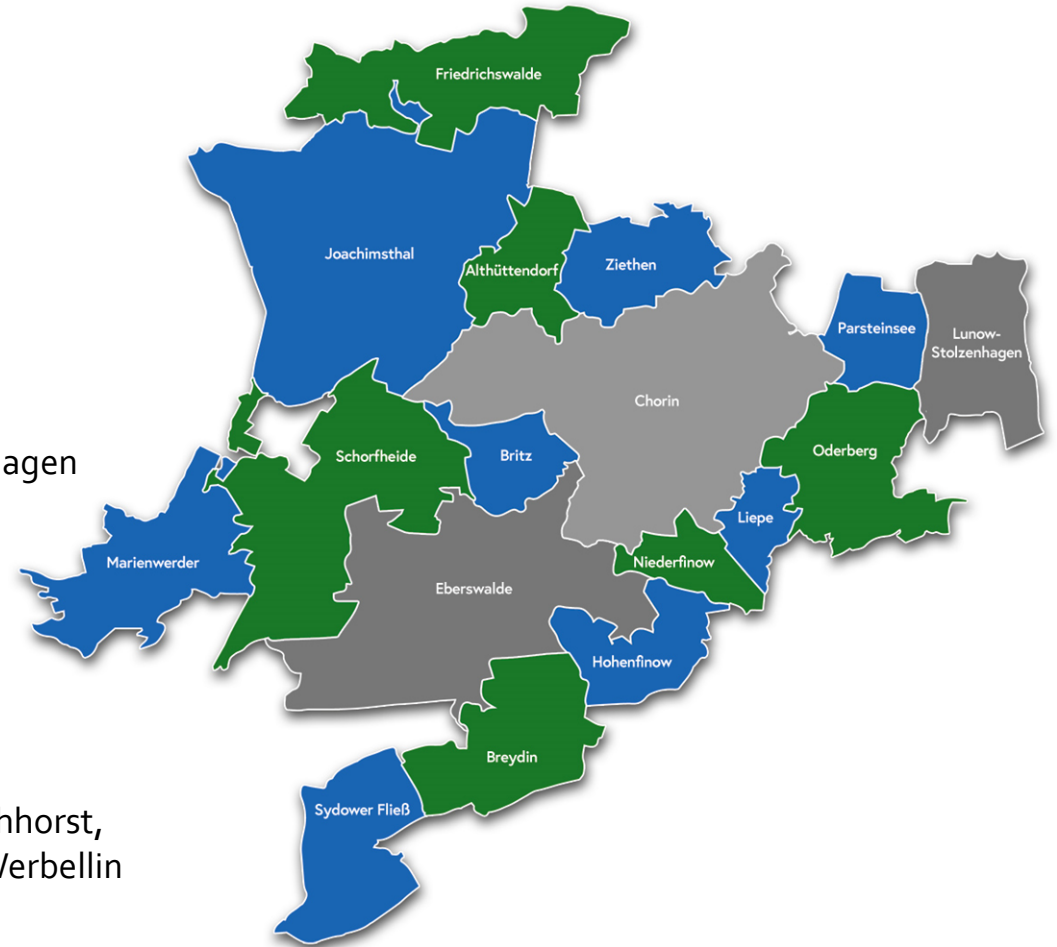 Friedrichswalde
Joachimsthal
Althüttendorf
Ziethen
Parsteinsee
Lunow-
Stolzenhagen
Chorin
Oderberg
Schorfheide
Britz
agen
Liepe
Marienwerder
Niederfinow
Eberswalde
Hohenfinow
Breydin
Sydower Fließ
nhorst,
Verbellin